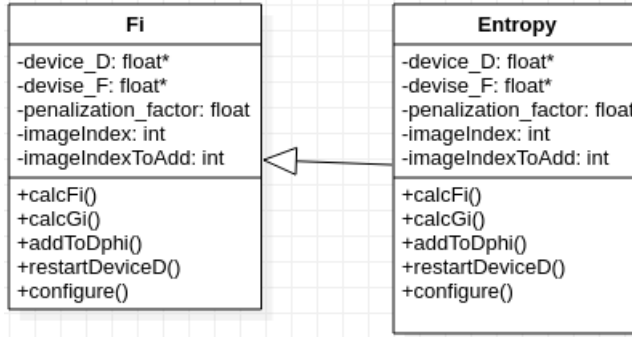 Fi
-device_D: float*
-devise_F: float*
-penalization_factor: float
-imageIndex: int
-imageIndexToAdd: int
+calcFi()
+calcGi()
+addToDphi()
+restartDeviceD()
+configure()
Entropy
-device_D: float*
-devise_F: float*
-penalization_factor: float
-imageIndex: int
-imageIndexToAdd: int
+calcFi()
+calcGi()
+addToDphi()
+restartDeviceD()
+configure()